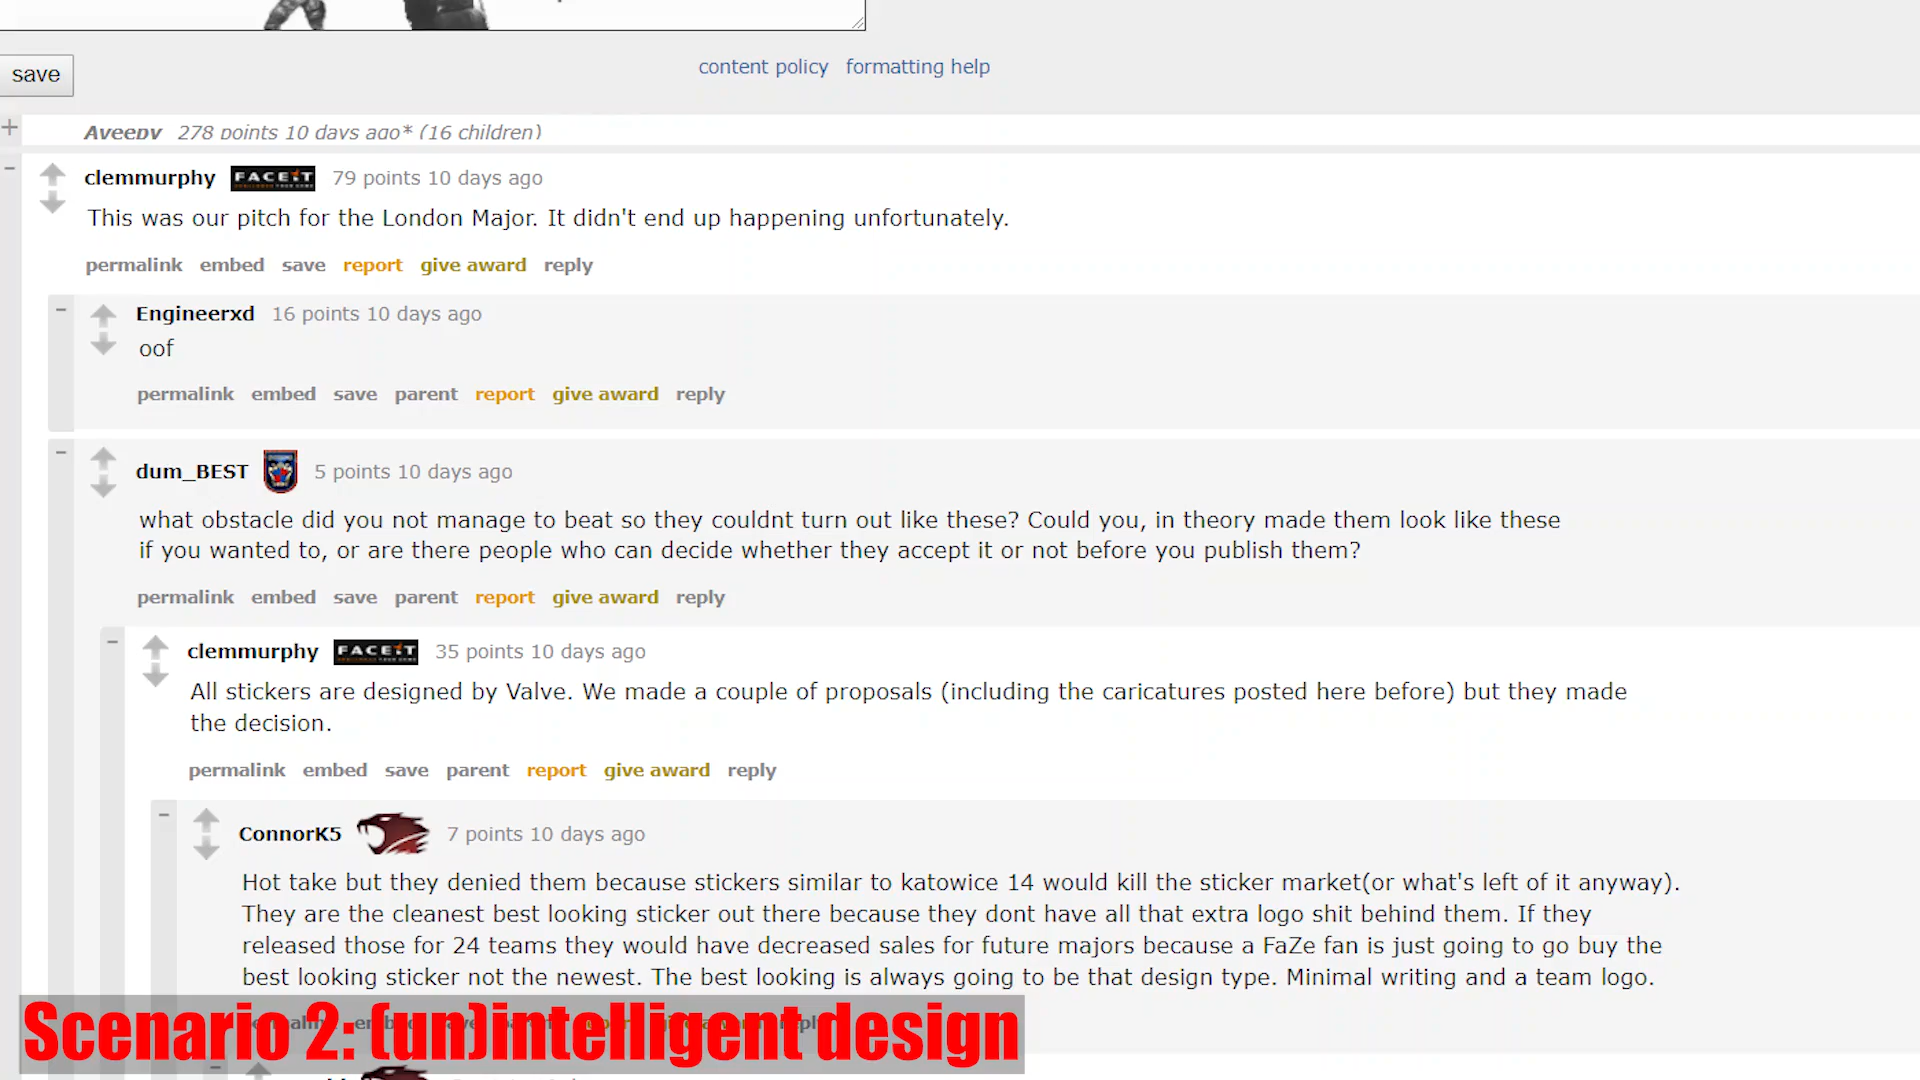 save
content policy formatting help
Aveepv 278 points 10 days ago* (16 children)
clemmurphy FACEIT 79 points 10 days ago
This was our pitch for the London Major. It didn't end up happening unfortunately.
permalink embed save report give award reply
Engineerxd 16 points 10 days ago
oof
permalink embed save parent report give award reply
dum_BEST 5 points 10 days ago
what obstacle did you not manage to beat so they couldnt turn out like these? Could you, in theory made them look like these
if you wanted to, or are there people who can decide whether they accept it or not before you publish them?
permalink embed save parent report give award reply
clemmurphy FACEIT 35 points 10 days ago
All stickers are designed by Valve. We made a couple of proposals (including the caricatures posted here before) but they made
the decision.
permalink embed save parent report give award reply
ConnorK5 7 points 10 days ago
Hot take but they denied them because stickers similar to katowice 14 would kill the sticker market(or what's left of it anyway).
They are the cleanest best looking sticker out there because they dont have all that extra logo shit behind them. If they
released those for 24 teams they would have decreased sales for future majors because a FaZe fan is just going to go buy the
best looking sticker not the newest. The best looking is always going to be that design type. Minimal writing and a team logo.
Scenario 2: (un)intelligent design